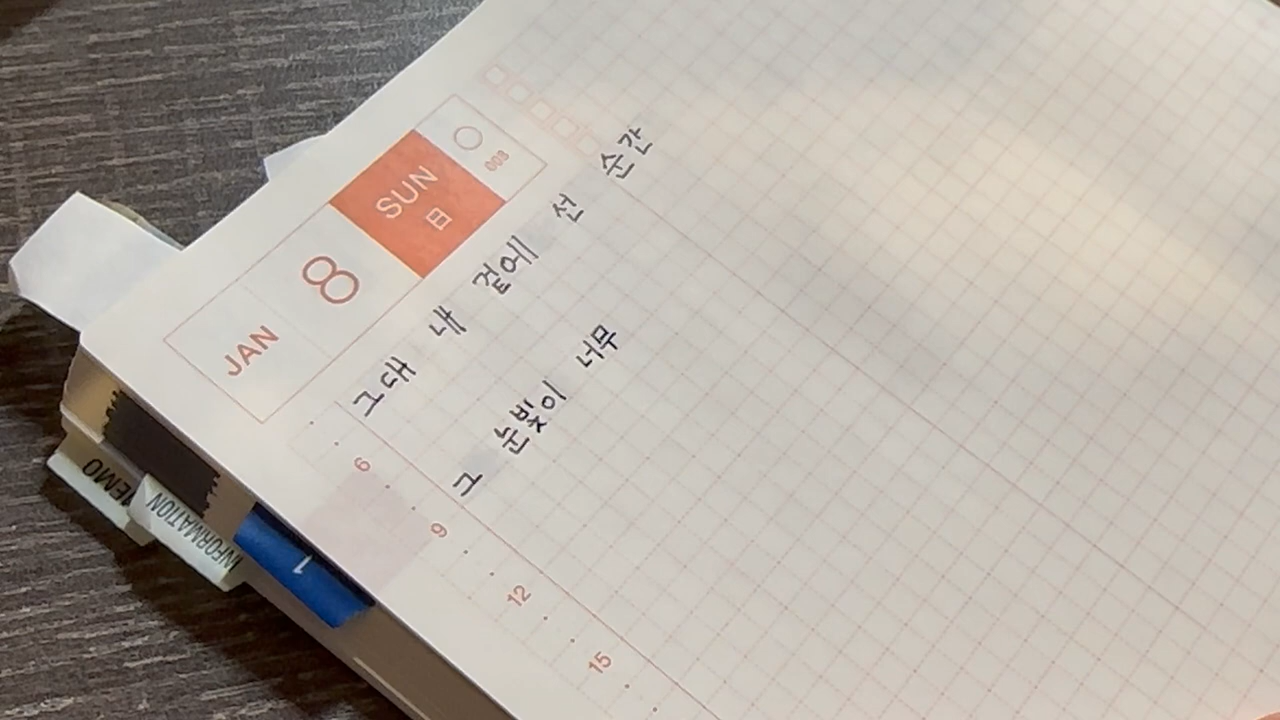 JAN 8 SUN 日 008
그대 내 곁에 선 순간
그 눈빛이 너무
6
9
12
15
MEMO
INFORMATION
1